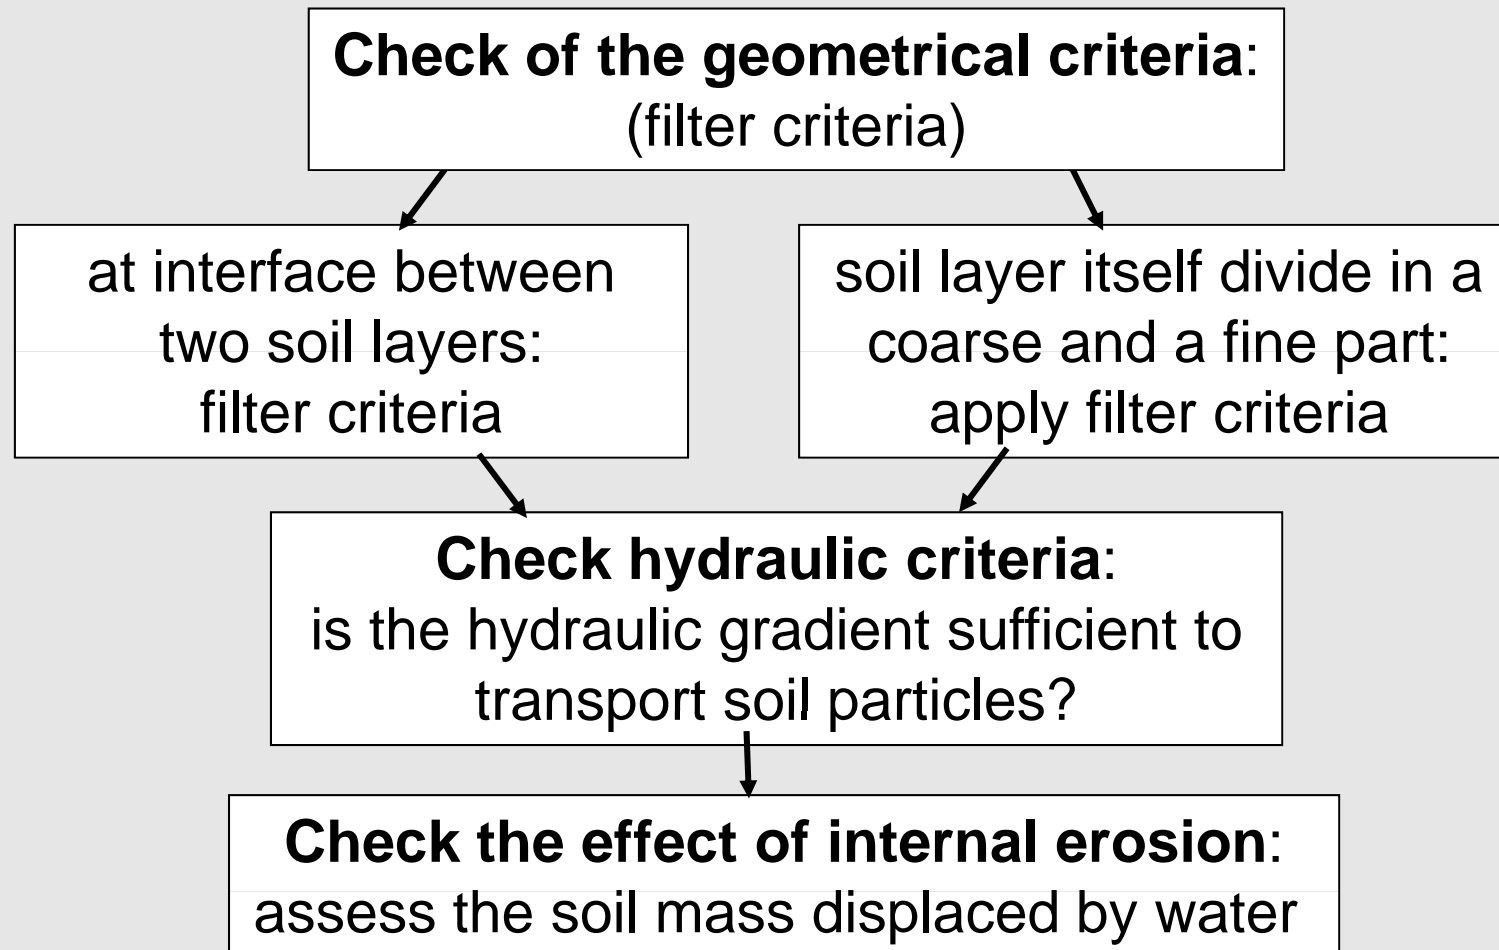 Check of the geometrical criteria:
(filter criteria)
at interface between
two soil layers:
filter criteria
soil layer itself divide in a
coarse and a fine part:
apply filter criteria
Check hydraulic criteria:
is the hydraulic gradient sufficient to
transport soil particles?
Check the effect of internal erosion:
assess the soil mass displaced by water